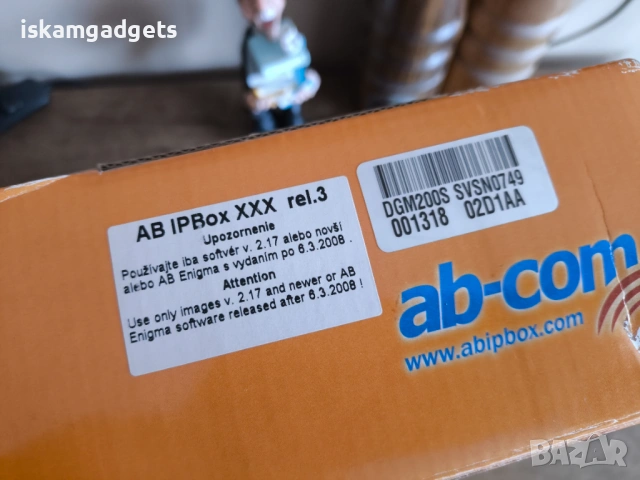 iskamgadgets
AB IPBox XXX rel.3
Upozornenie
Používajte iba softvér v. 2.17 alebo novší
alebo AB Enigma s vydaním po 6.3.2008 .
Attention
Use only images v. 2.17 and newer or AB
Enigma software released after 6.3.2008 !
DGM200S SVSN0749
001318 02D1AA
ab-com
www.abipbox.com
BAZAR